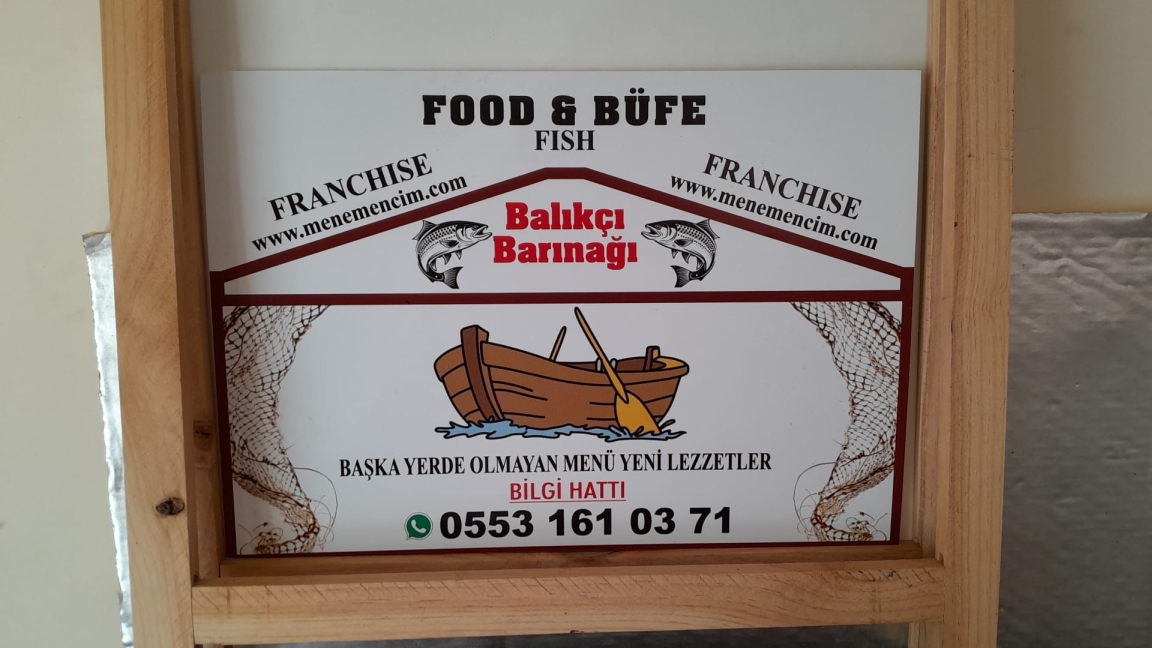 FOOD & BÜFE
FISH
FRANCHISE
www.menemencim.com
FRANCHISE
www.menemencim.com
Balıkçı
Barınağı
BAŞKA YERDE OLMAYAN MENÜ YENİ LEZZETLER
BİLGİ HATTI
0553 161 03 71